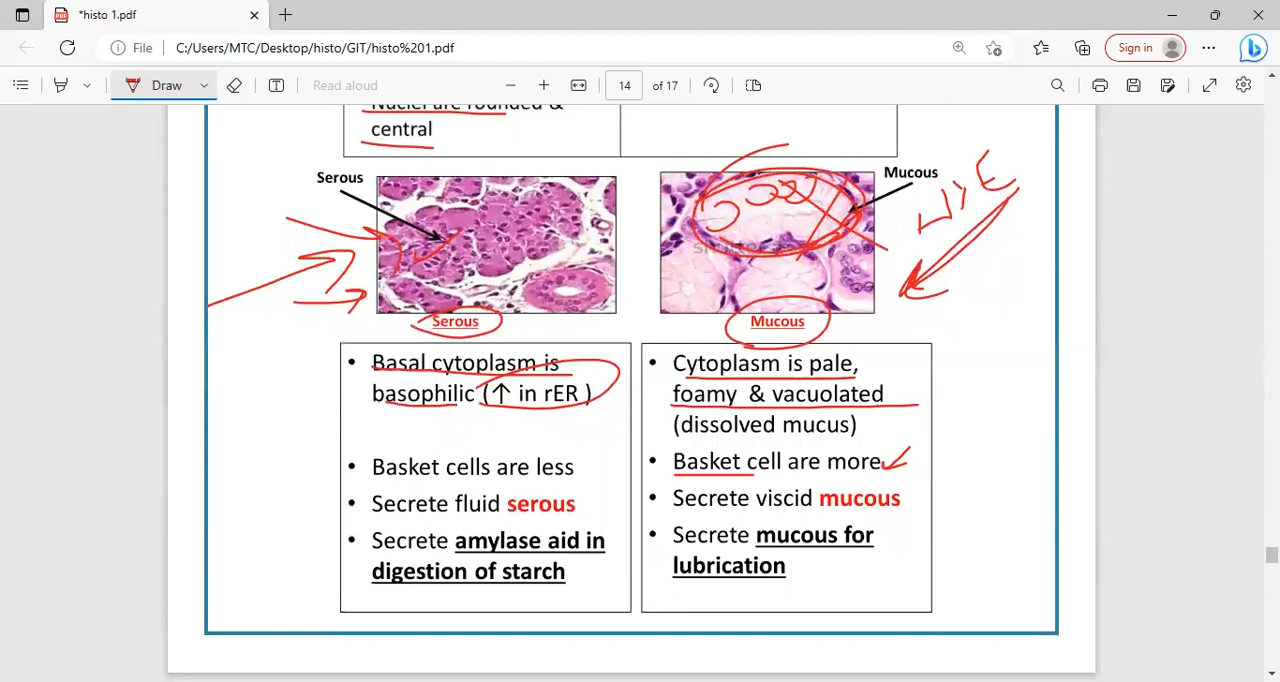 *histo 1.pdf
File
C:/Users/MTC/Desktop/histo/GIT/histo%201.pdf
Sign in
Draw
Read aloud
14
of 17
Nuclei are rounded &
central
Serous
Mucous
Serous
Mucous
• Basal cytoplasm is
basophilic (↑ in rER )
• Basket cells are less
• Secrete fluid serous
• Secrete amylase aid in
digestion of starch
• Cytoplasm is pale,
foamy & vacuolated
(dissolved mucus)
• Basket cell are more
• Secrete viscid mucous
• Secrete mucous for
lubrication